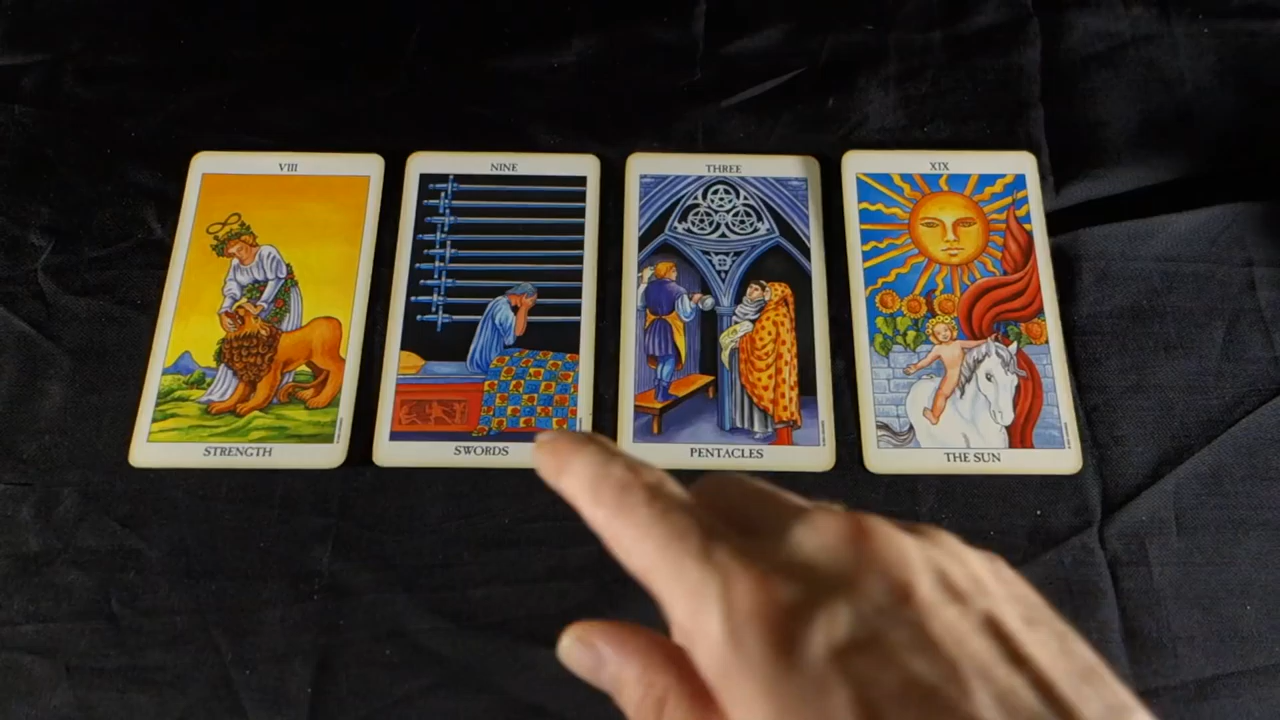 VIII
STRENGTH
NINE
SWORDS
THREE
PENTACLES
XIX
THE SUN